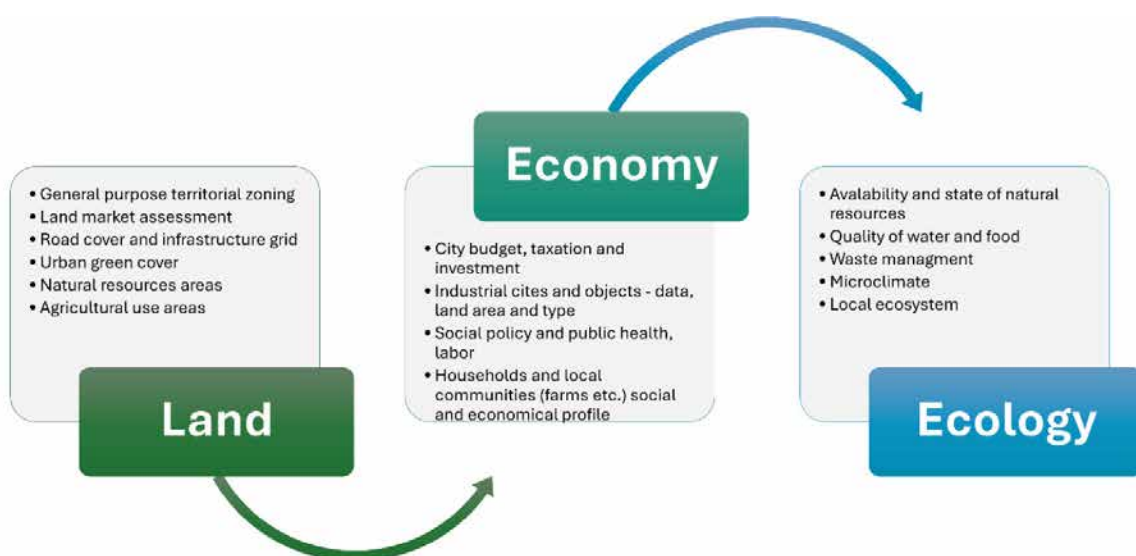 • General purpose territorial zoning
• Land market assessment
• Road cover and infrastructure grid
• Urban green cover
• Natural resources areas
• Agricultural use areas
Land
Economy
• City budget, taxation and
investment
• Industrial cites and objects - data,
land area and type
• Social policy and public health,
labor
• Households and local
communities (farms etc.) social
and economical profile
• Avalability and state of natural
resources
• Quality of water and food
• Waste managment
• Microclimate
• Local ecosystem
Ecology